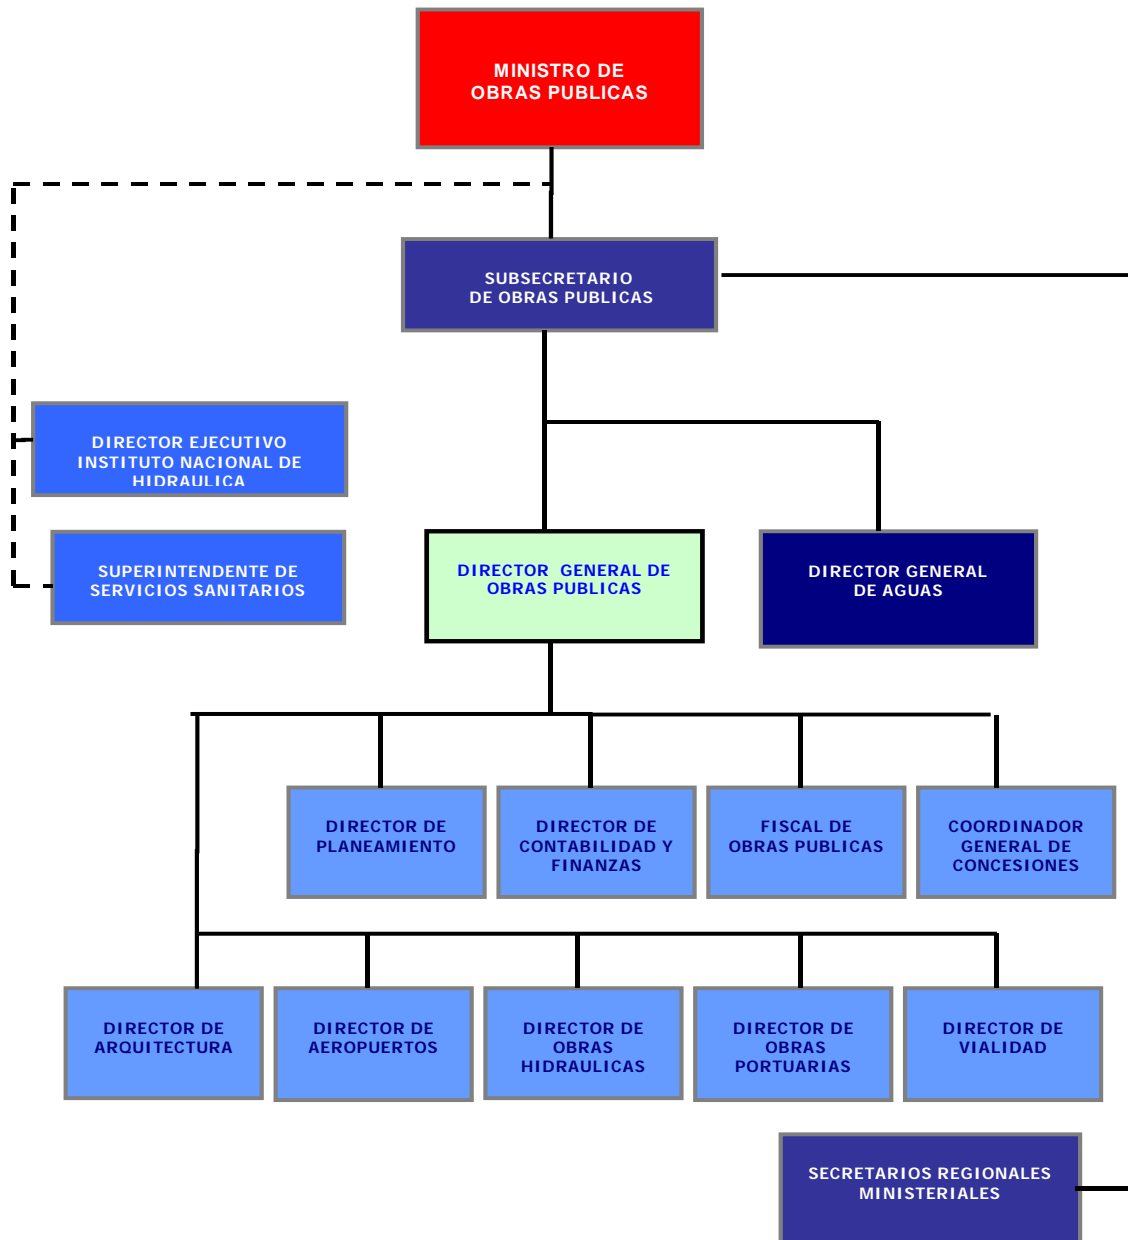 MINISTRO DE
OBRAS PUBLICAS
SUBSECRETARIO
DE OBRAS PUBLICAS
DIRECTOR EJECUTIVO
INSTITUTO NACIONAL DE
HIDRAULICA
SUPERINTENDENTE DE
SERVICIOS SANITARIOS
DIRECTOR GENERAL DE
OBRAS PUBLICAS
DIRECTOR GENERAL
DE AGUAS
DIRECTOR DE
PLANEAMIENTO
DIRECTOR DE
CONTABILIDAD Y
FINANZAS
FISCAL DE
OBRAS PUBLICAS
COORDINADOR
GENERAL DE
CONCESIONES
DIRECTOR DE
ARQUITECTURA
DIRECTOR DE
AEROPUERTOS
DIRECTOR DE
OBRAS
HIDRAULICAS
DIRECTOR DE
OBRAS
PORTUARIAS
DIRECTOR DE
VIALIDAD
SECRETARIOS REGIONALES
MINISTERIALES